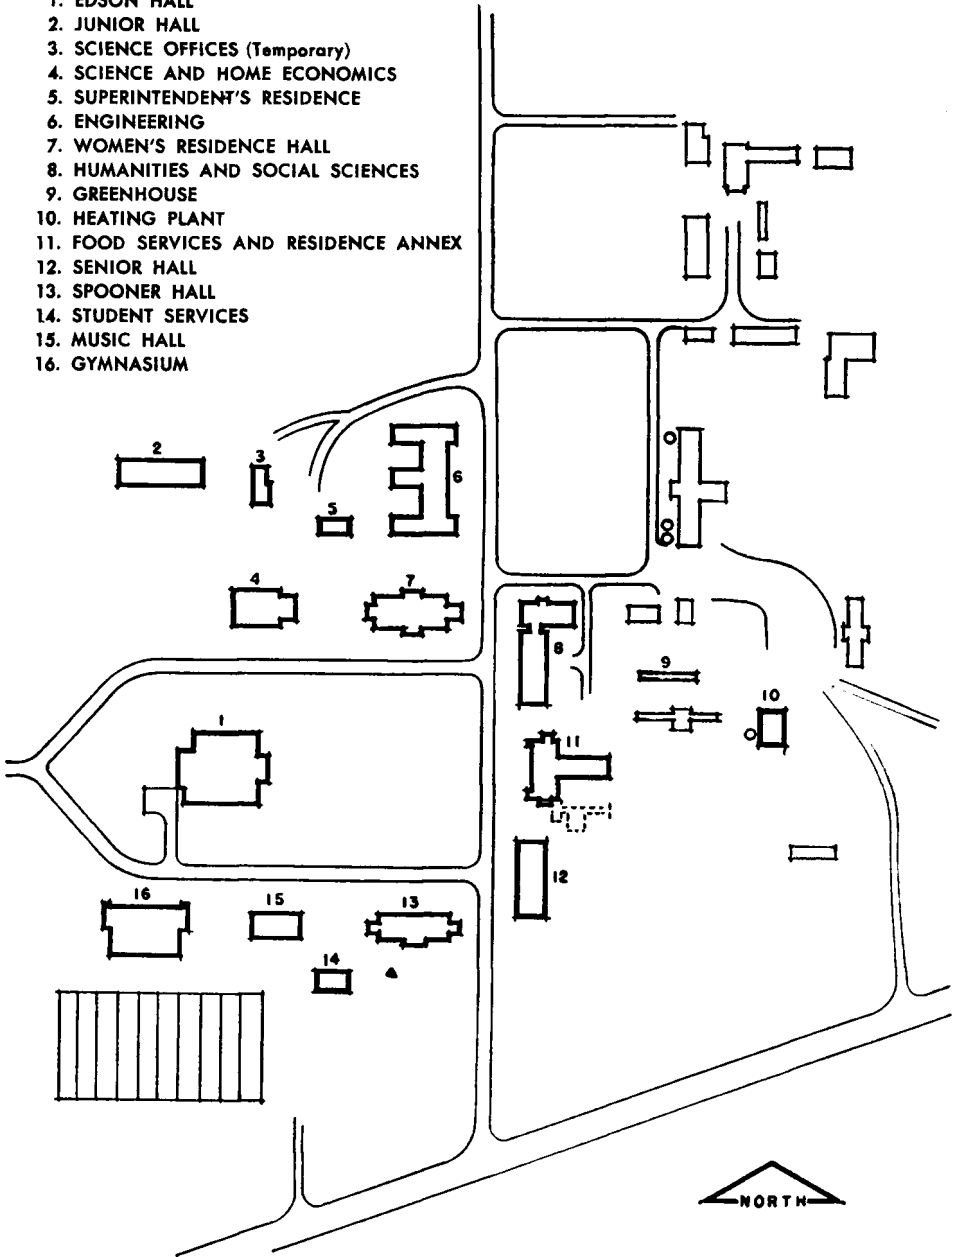 1. EDSON HALL
2. JUNIOR HALL
3. SCIENCE OFFICES (Temporary)
4. SCIENCE AND HOME ECONOMICS
5. SUPERINTENDENT'S RESIDENCE
6. ENGINEERING
7. WOMEN'S RESIDENCE HALL
8. HUMANITIES AND SOCIAL SCIENCES
9. GREENHOUSE
10. HEATING PLANT
11. FOOD SERVICES AND RESIDENCE ANNEX
12. SENIOR HALL
13. SPOONER HALL
14. STUDENT SERVICES
15. MUSIC HALL
16. GYMNASIUM
2
3
6
5
4
7
8
9
10
1
11
12
16
15
13
14
NORTH